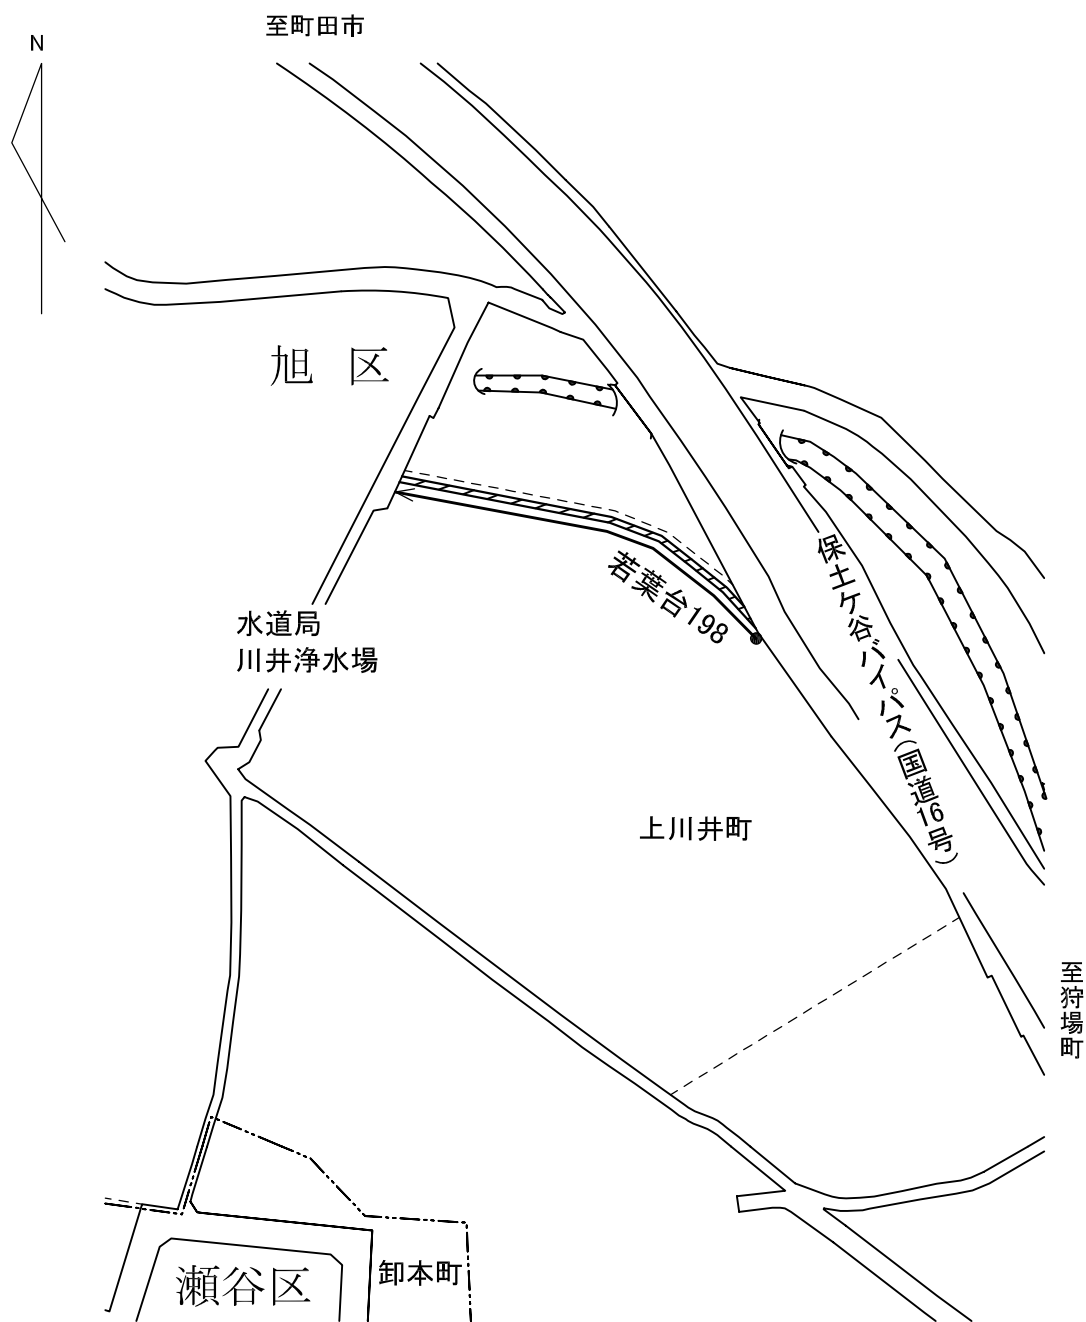 至町田市
N
旭 区
若葉台198
保土ケ谷バイパス(国道16号)
水道局
川井浄水場
上川井町
至狩場町
卸本町
瀬谷区